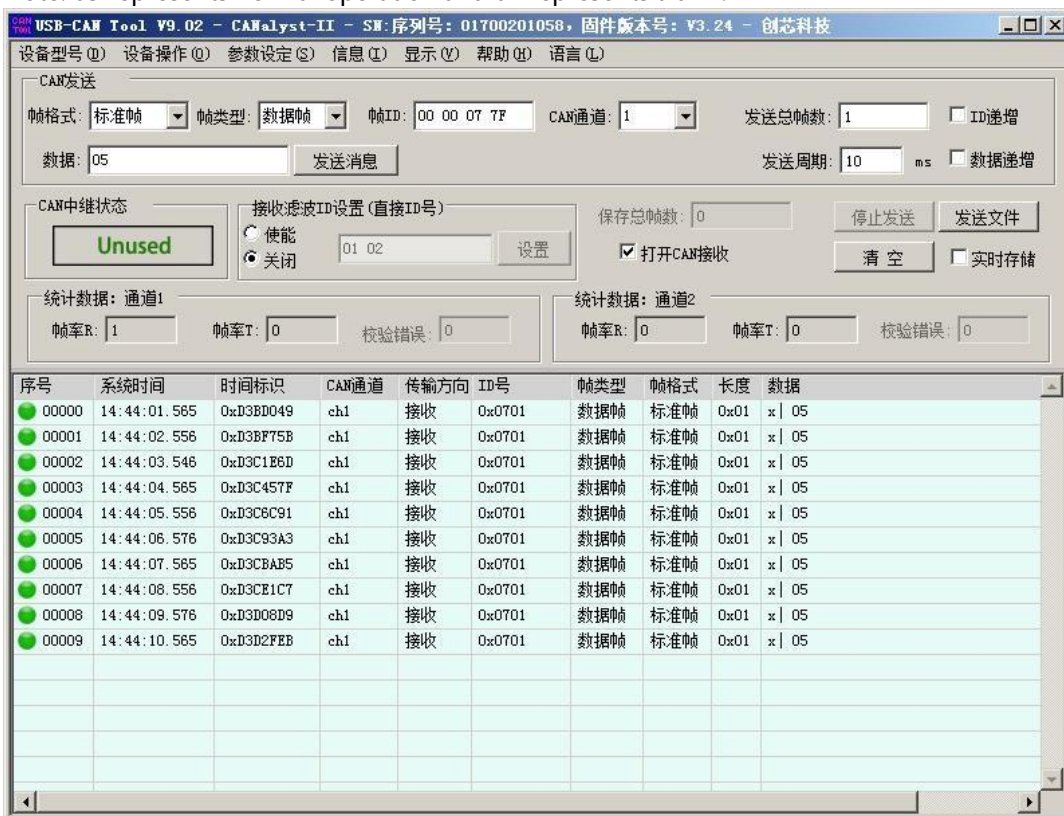 USB-CAN Tool V9.02 - CANalyst-II - SN:序列号: 01700201058, 固件版本号: V3.24 - 创芯科技
设备型号(D) 设备操作(O) 参数设定(S) 信息(I) 显示(V) 帮助(H) 语言(L)
CAN发送
帧格式: 标准帧 帧类型: 数据帧 帧ID: 00 00 07 7F CAN通道: 1 发送总帧数: 1 ID递增
数据: 05 发送消息 发送周期: 10 ms 数据递增
CAN中继状态 接收滤波ID设置(直接ID号) 保存总帧数: 0 停止发送 发送文件
Unused 使能 关闭 01 02 设置 打开CAN接收 清 空 实时存储
统计数据: 通道1 统计数据: 通道2
帧率R: 1 帧率T: 0 校验错误: 0 帧率R: 0 帧率T: 0 校验错误: 0
序号 系统时间 时间标识 CAN通道 传输方向 ID号 帧类型 帧格式 长度 数据
00000 14:44:01.565 0xD3BD049 ch1 接收 0x0701 数据帧 标准帧 0x01 x| 05
00001 14:44:02.556 0xD3BF75B ch1 接收 0x0701 数据帧 标准帧 0x01 x| 05
00002 14:44:03.546 0xD3C1E6D ch1 接收 0x0701 数据帧 标准帧 0x01 x| 05
00003 14:44:04.565 0xD3C457F ch1 接收 0x0701 数据帧 标准帧 0x01 x| 05
00004 14:44:05.556 0xD3C6C91 ch1 接收 0x0701 数据帧 标准帧 0x01 x| 05
00005 14:44:06.576 0xD3C93A3 ch1 接收 0x0701 数据帧 标准帧 0x01 x| 05
00006 14:44:07.565 0xD3CBAB5 ch1 接收 0x0701 数据帧 标准帧 0x01 x| 05
00007 14:44:08.556 0xD3CE1C7 ch1 接收 0x0701 数据帧 标准帧 0x01 x| 05
00008 14:44:09.576 0xD3D08D9 ch1 接收 0x0701 数据帧 标准帧 0x01 x| 05
00009 14:44:10.565 0xD3D2FEB ch1 接收 0x0701 数据帧 标准帧 0x01 x| 05